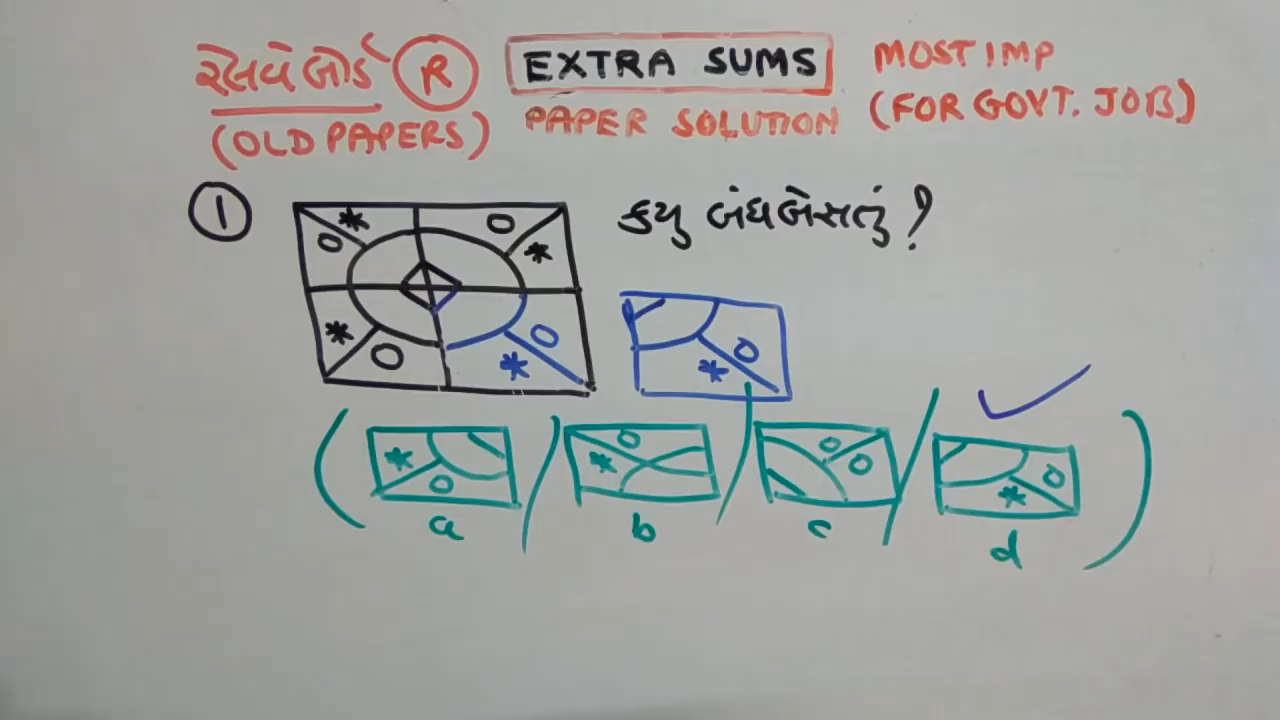 રેલવે બોર્ડ R EXTRA SUMS MOST IMP
(OLD PAPERS) PAPER SOLUTION (FOR GOVT. JOB)
1 કયુ બંધબેસતું ?
a b c d